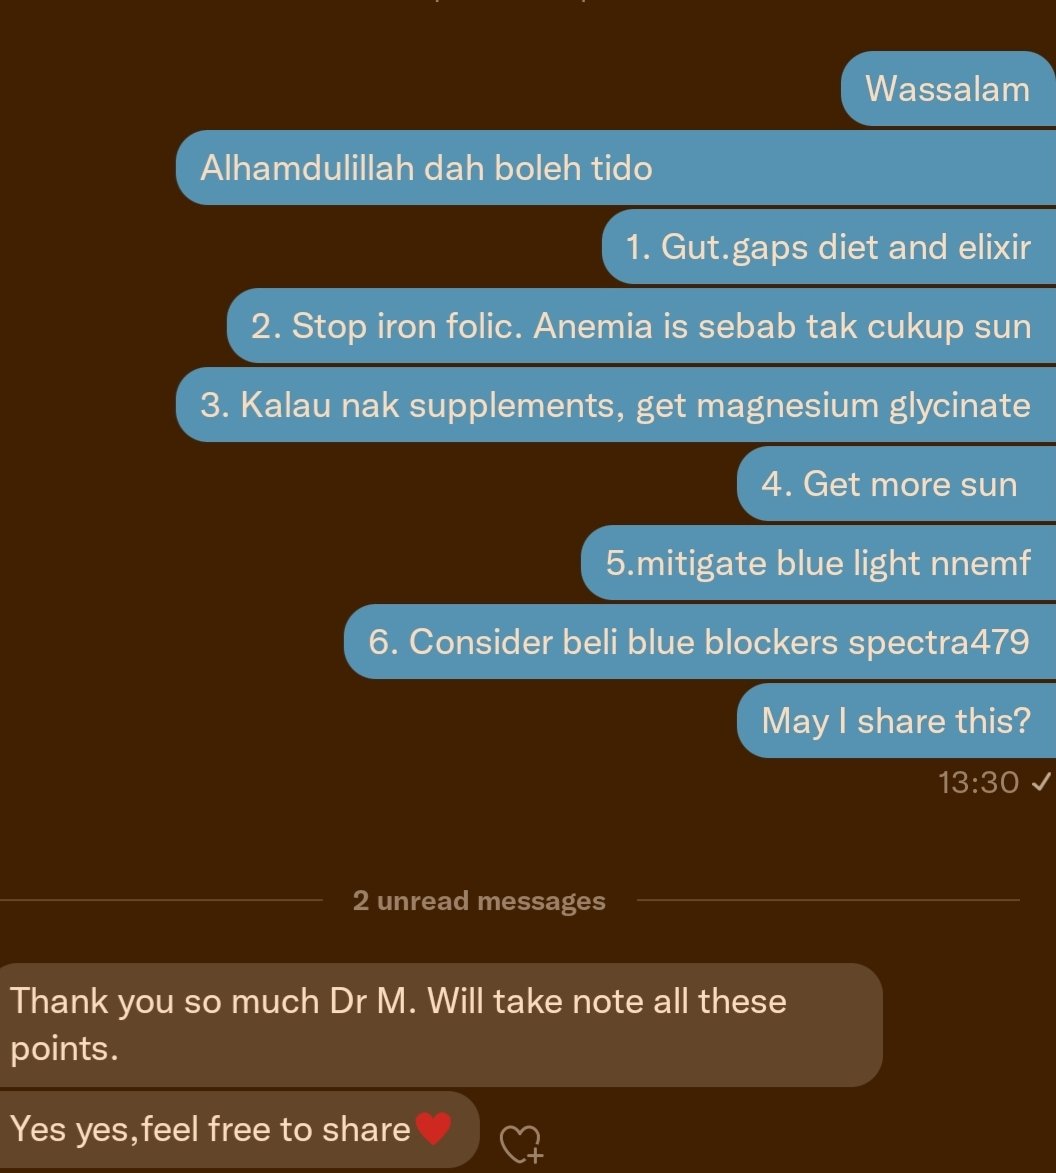 Wassalam
Alhamdulillah dah boleh tido
1. Gut.gaps diet and elixir
2. Stop iron folic. Anemia is sebab tak cukup sun
3. Kalau nak supplements, get magnesium glycinate
4. Get more sun
5.mitigate blue light nnemf
6. Consider beli blue blockers spectra479
May I share this?
13:30 ✓
2 unread messages
Thank you so much Dr M. Will take note all these
points.
Yes yes,feel free to share❤️